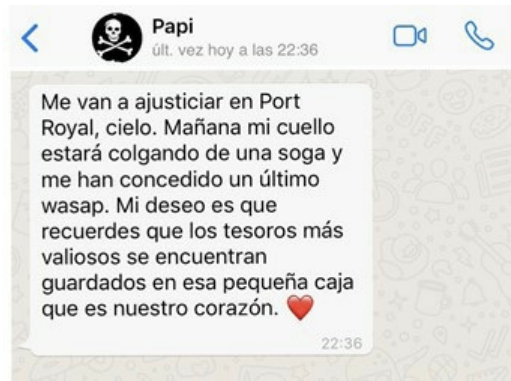 Papi
últ. vez hoy a las 22:36
Me van a ajusticiar en Port
Royal, cielo. Mañana mi cuello
estará colgando de una soga y
me han concedido un último
wasap. Mi deseo es que
recuerdes que los tesoros más
valiosos se encuentran
guardados en esa pequeña caja
que es nuestro corazón. ❤️
22:36